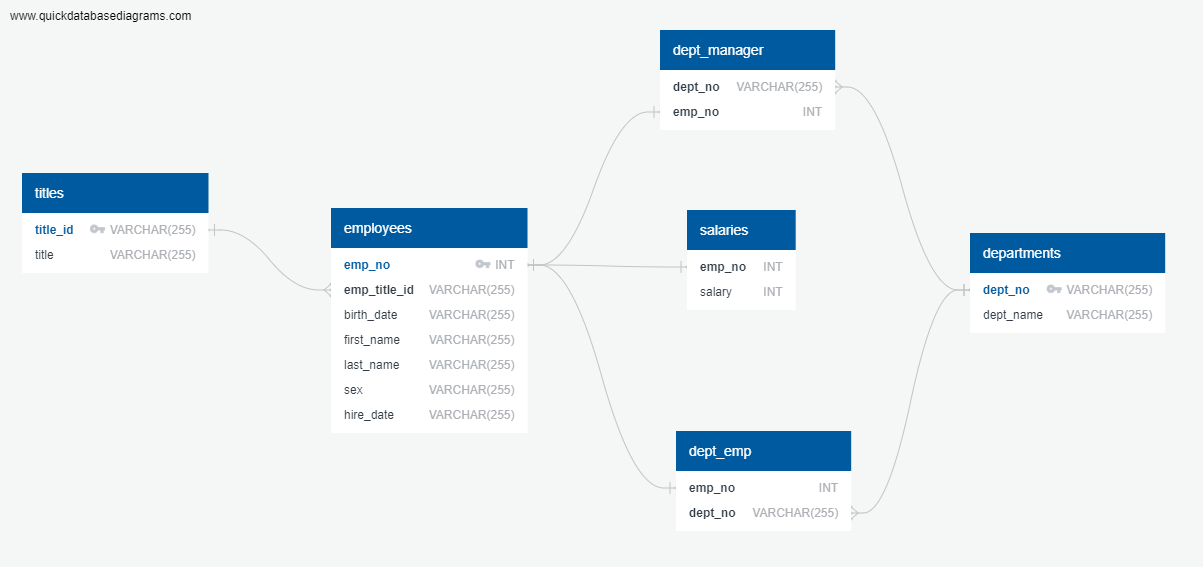 www.quickdatabasediagrams.com
titles
title_id VARCHAR(255)
title VARCHAR(255)
employees
emp_no INT
emp_title_id VARCHAR(255)
birth_date VARCHAR(255)
first_name VARCHAR(255)
last_name VARCHAR(255)
sex VARCHAR(255)
hire_date VARCHAR(255)
dept_manager
dept_no VARCHAR(255)
emp_no INT
salaries
emp_no INT
salary INT
dept_emp
emp_no INT
dept_no VARCHAR(255)
departments
dept_no VARCHAR(255)
dept_name VARCHAR(255)